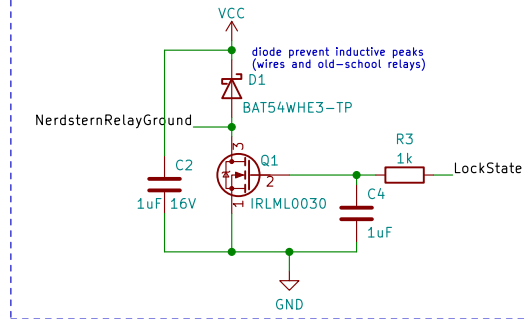 VCC
diode prevent inductive peaks
(wires and old-school relays)
D1
BAT54WHE3-TP
NerdsternRelayGround
3
Q1
2
1
IRLML0030
C2
1uF 16V
R3
1k
LockState
C4
1uF
GND